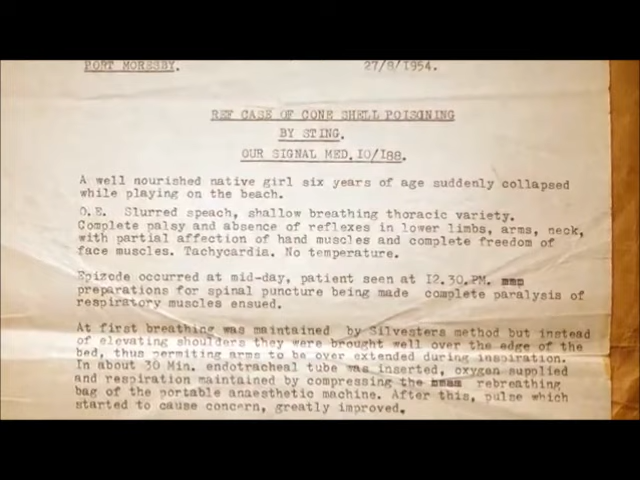 PORT MORESBY. 27/8/1954.
REF CASE OF CONE SHELL POISONING
BY STING.
OUR SIGNAL MED.IO/I88.
A well nourished native girl six years of age suddenly collapsed
while playing on the beach.
O.E. Slurred speach, shallow breathing thoracic variety.
Complete palsy and absence of reflexes in lower limbs, arms, neck,
with partial affection of hand muscles and complete freedom of
face muscles. Tachycardia. No temperature.
Epizode occurred at mid-day, patient seen at I2.30.PM.
preparations for spinal puncture being made complete paralysis of
respiratory muscles ensued.
At first breathing was maintained by Silvesters method but instead
of elevating shoulders they were brought well over the edge of the
bed, thus permiting arms to be over extended during inspiration.
In about 30 Min. endotracheal tube was inserted, oxygen supplied
and respiration maintained by compressing the rebreathing
bag of the portable anaesthetic machine. After this, pulse which
started to cause concern, greatly improved.